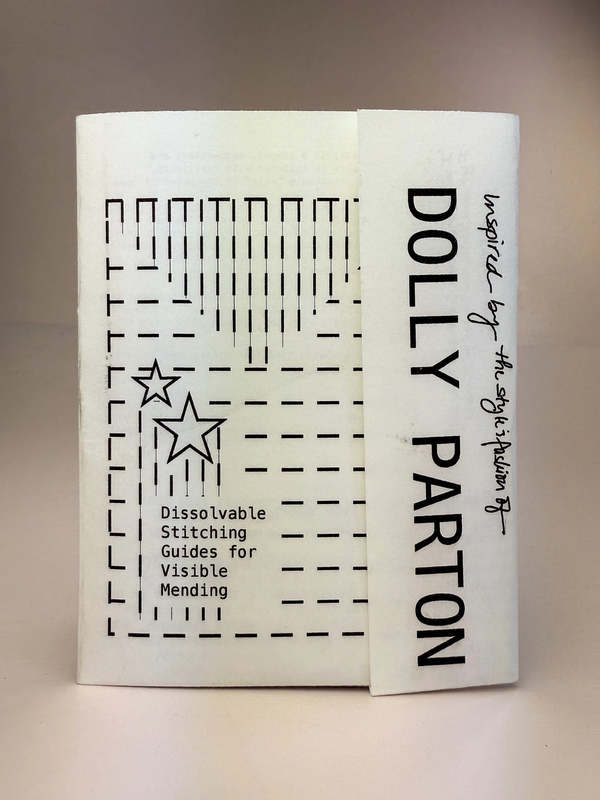 Dissolvable
Stitching
Guides for
Visible
Mending
Inspired by the style & fashion of
DOLLY PARTON